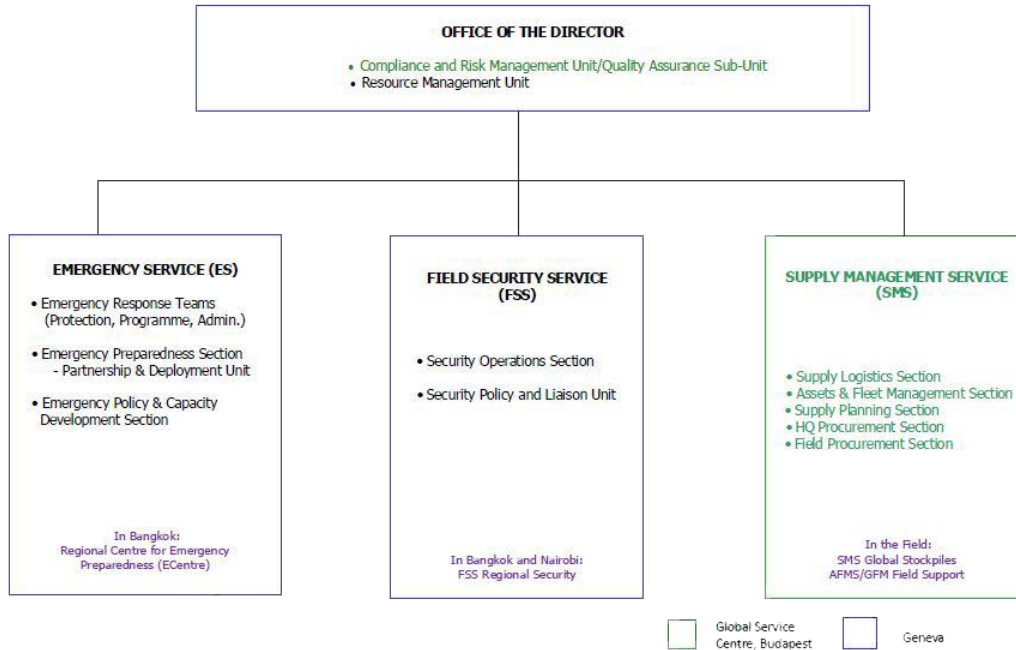 OFFICE OF THE DIRECTOR
• Compliance and Risk Management Unit/Quality Assurance Sub-Unit
• Resource Management Unit
EMERGENCY SERVICE (ES)
• Emergency Response Teams
(Protection, Programme, Admin.)
• Emergency Preparedness Section
- Partnership & Deployment Unit
• Emergency Policy & Capacity
Development Section
In Bangkok:
Regional Centre for Emergency
Preparedness (ECentre)
FIELD SECURITY SERVICE
(FSS)
• Security Operations Section
• Security Policy and Liaison Unit
In Bangkok and Nairobi:
FSS Regional Security
SUPPLY MANAGEMENT SERVICE
(SMS)
• Supply Logistics Section
• Assets & Fleet Management Section
• Supply Planning Section
• HQ Procurement Section
• Field Procurement Section
In the Field:
SMS Global Stockpiles
AFMS/GFM Field Support
Global Service
Centre, Budapest
Geneva